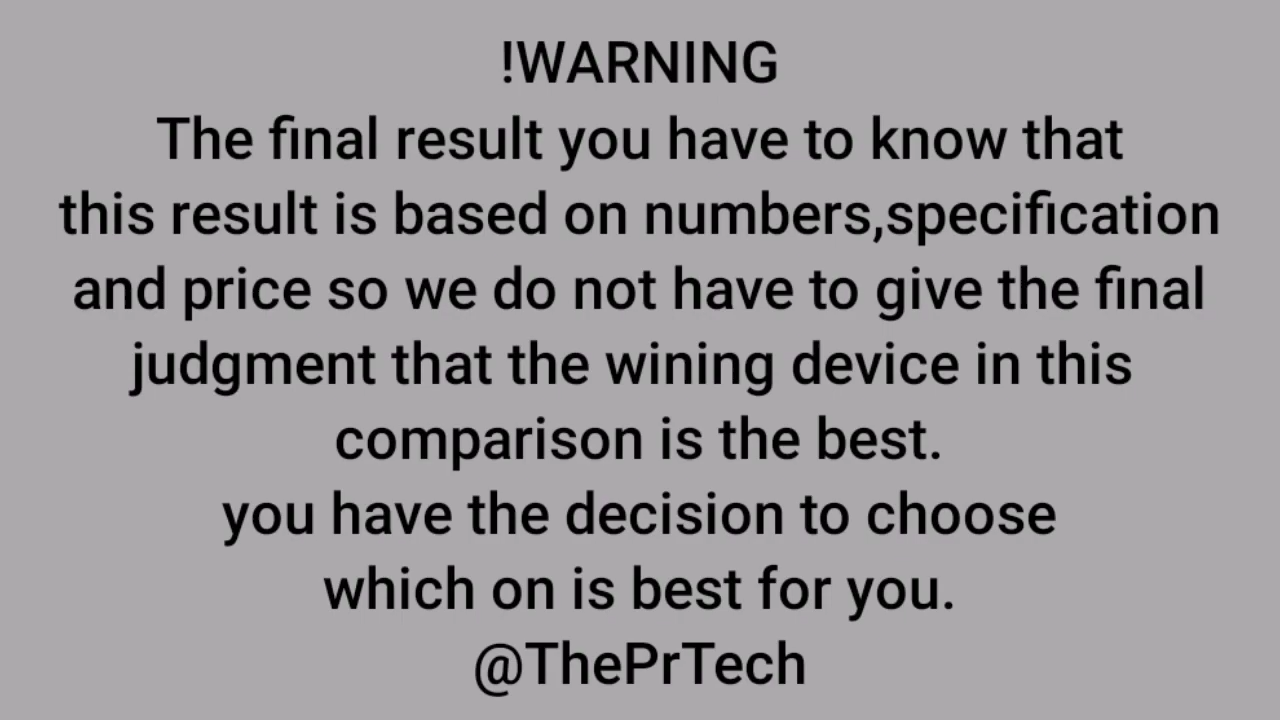 !WARNING
The final result you have to know that
this result is based on numbers,specification
and price so we do not have to give the final
judgment that the wining device in this
comparison is the best.
you have the decision to choose
which on is best for you.
@ThePrTech